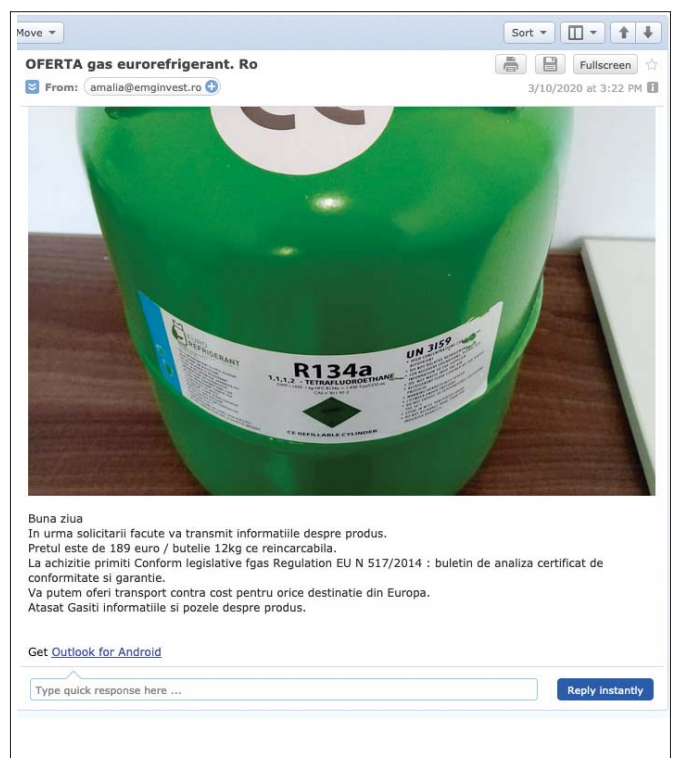 Move
Sort
OFERTA gas eurorefrigerant. Ro
Fullscreen
From: amalia@emginvest.ro
3/10/2020 at 3:22 PM
EURO
REFRIGERANT
R134a
1,1,1,2 - TETRAFLUOROETHANE
UN 3159
CE REFILLABLE CYLINDER
Buna ziua
In urma solicitarii facute va transmit informatiile despre produs.
Pretul este de 189 euro / butelie 12kg ce reincarcabila.
La achizitie primiti Conform legislative fgas Regulation EU N 517/2014 : buletin de analiza certificat de
conformitate si garantie.
Va putem oferi transport contra cost pentru orice destinatie din Europa.
Atasat Gasiti informatiile si pozele despre produs.
Get Outlook for Android
Type quick response here ...
Reply instantly